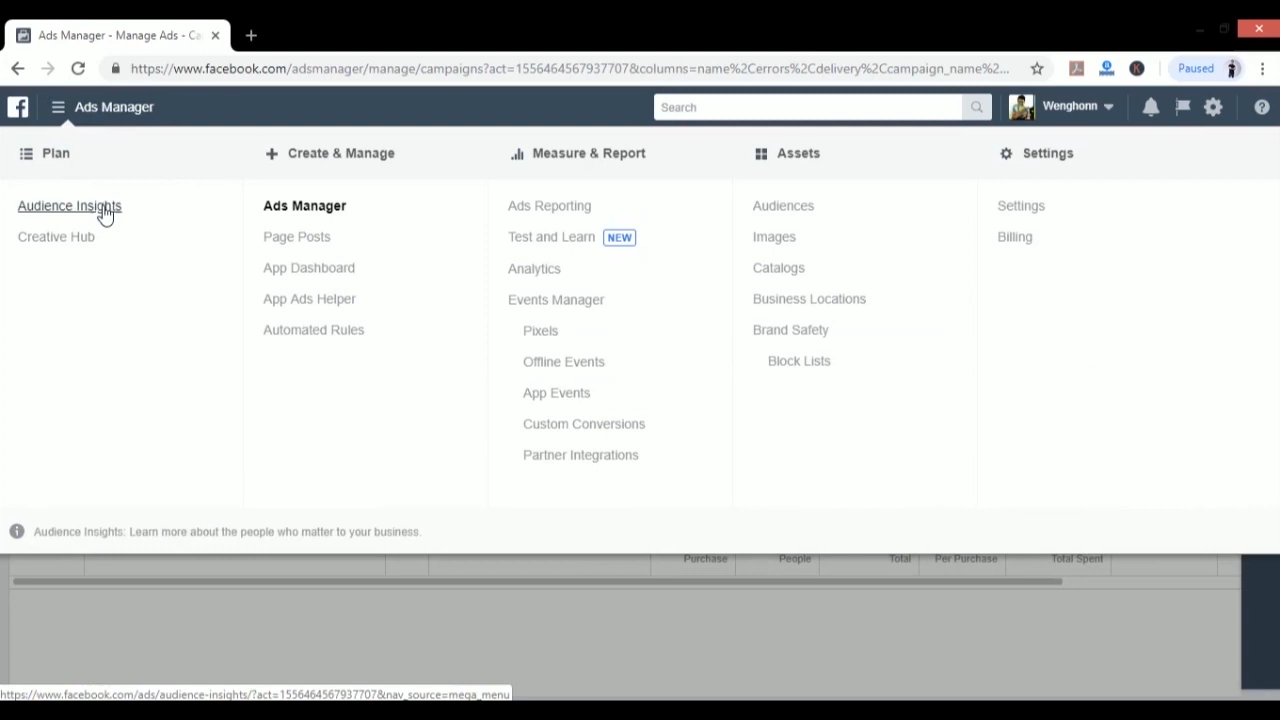 Ads Manager - Manage Ads - Ca
https://www.facebook.com/adsmanager/manage/campaigns?act=1556464567937707&columns=name%2Cerrors%2Cdelivery%2Ccampaign_name%2...
Paused
Ads Manager
Search
Wenghonn
Plan
Create & Manage
Measure & Report
Assets
Settings
Audience Insights
Ads Manager
Ads Reporting
Audiences
Settings
Creative Hub
Page Posts
Test and Learn NEW
Images
Billing
App Dashboard
Analytics
Catalogs
App Ads Helper
Events Manager
Business Locations
Automated Rules
Pixels
Brand Safety
Offline Events
Block Lists
App Events
Custom Conversions
Partner Integrations
Audience Insights: Learn more about the people who matter to your business.
Purchase
People
Total
Per Purchase
Total Spent
https://www.facebook.com/ads/audience-insights/?act=1556464567937707&nav_source=mega_menu